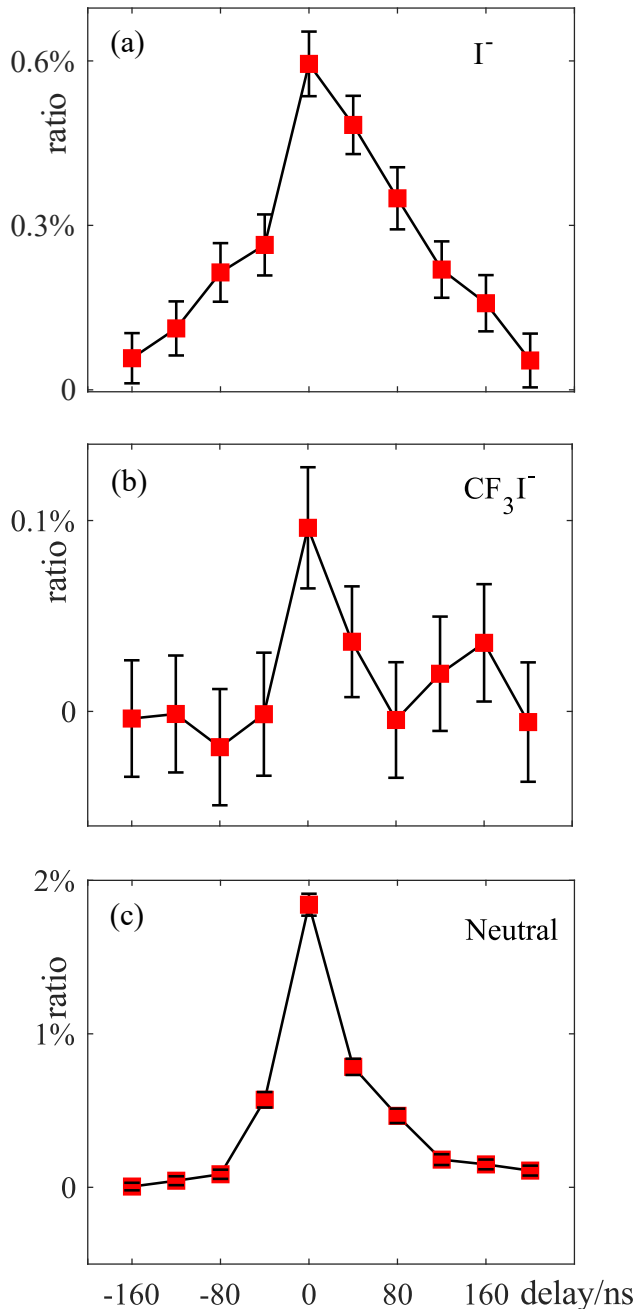 (a)
I⁻
0.6%
0.3%
0
ratio
(b)
CF₃I⁻
0.1%
0
ratio
(c)
Neutral
2%
1%
0
ratio
-160 -80 0 80 160 delay/ns